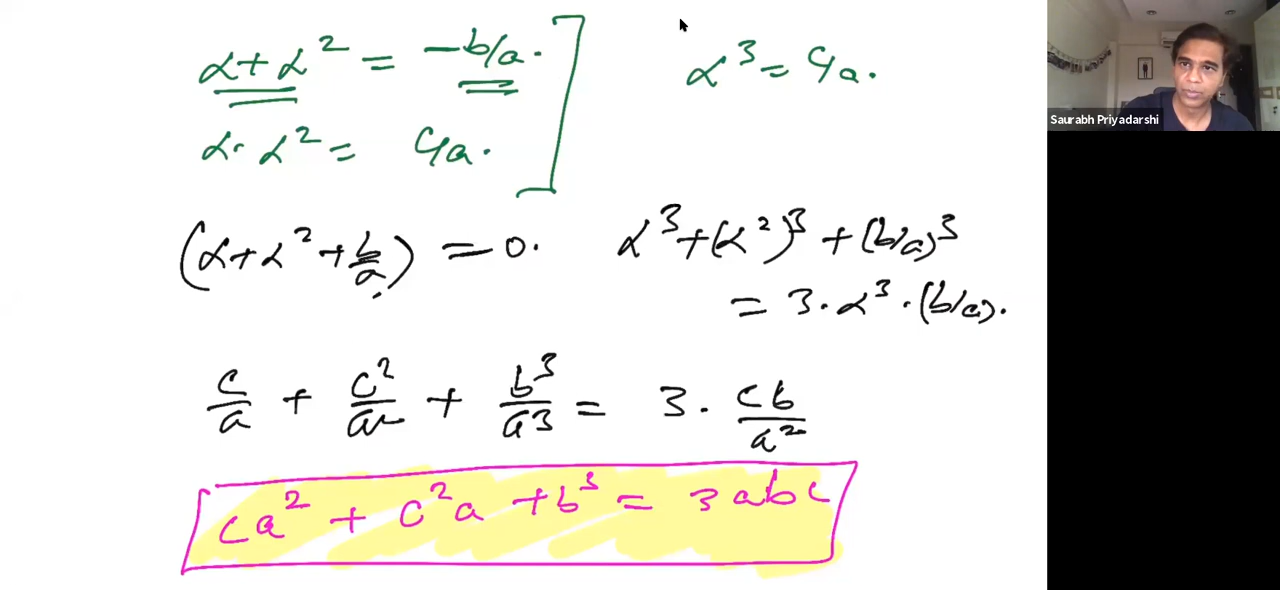 α+α² = -b/a.
α³ = c/a.
α·α² = c/a.
(α+α²+b/a) = 0.
α³+(α²)³+(b/a)³
= 3·α³·(b/a).
c/a + c²/a² + b³/a³ = 3· cb/a²
ca² + c²a + b³ = 3abc
Saurabh Priyadarshi